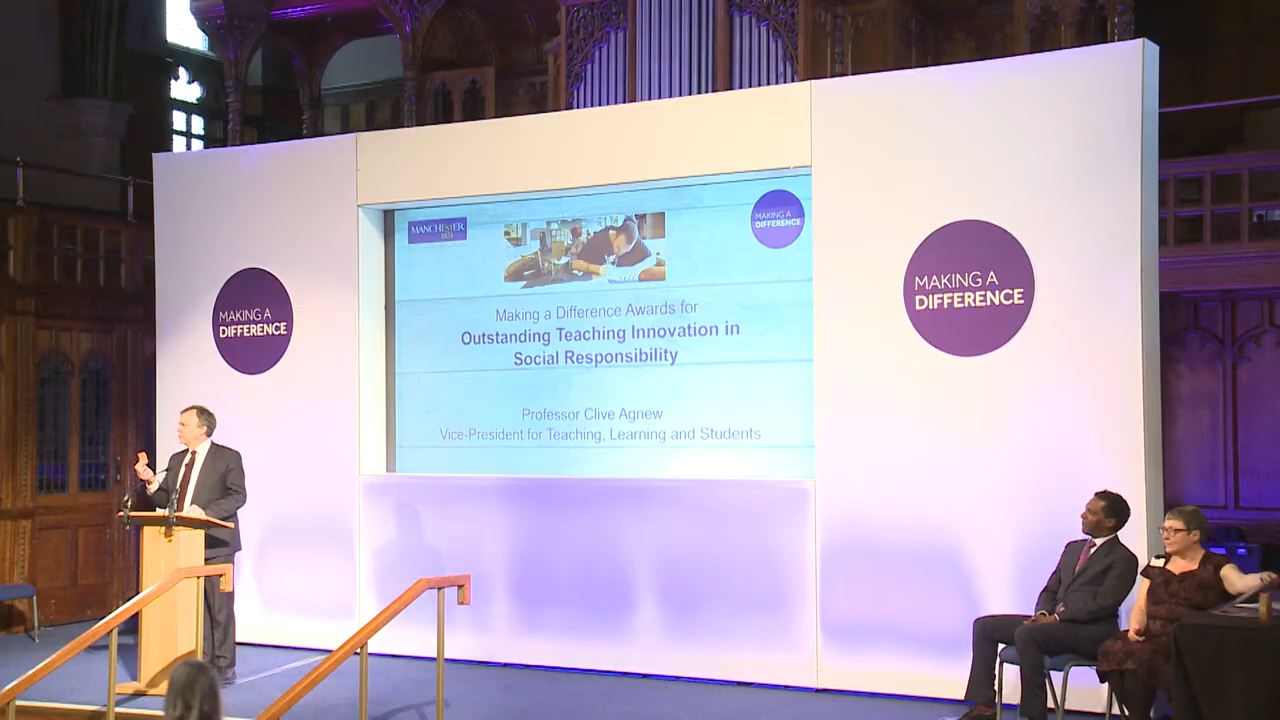 MANCHESTER
1824
MAKING A
DIFFERENCE
Making a Difference Awards for
Outstanding Teaching Innovation in
Social Responsibility
Professor Clive Agnew
Vice-President for Teaching, Learning and Students
MAKING A
DIFFERENCE
MAKING A
DIFFERENCE